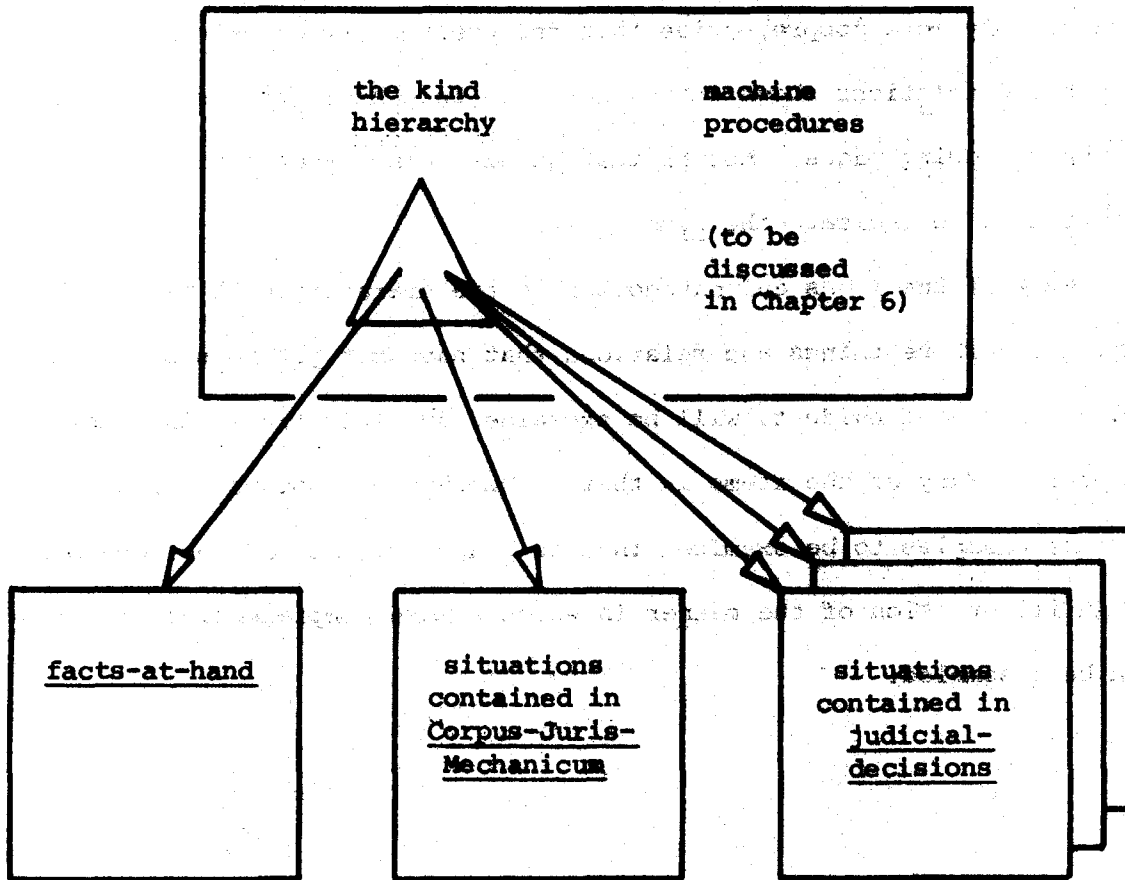 the kind
hierarchy
machine
procedures
(to be
discussed
in Chapter 6)
facts-at-hand
situations
contained in
Corpus-Juris-
Mechanicum
situations
contained in
judicial-
decisions